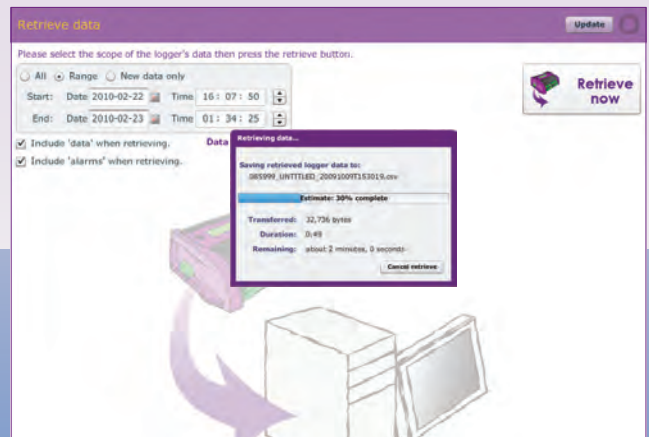 Retrieve data
Update
Please select the scope of the logger's data then press the retrieve button.
All Range New data only
Start: Date 2010-02-22 Time 16 : 07 : 50
End: Date 2010-02-23 Time 01 : 34 : 25
Retrieve
now
Include 'data' when retrieving.
Data
Include 'alarms' when retrieving.
Retrieving data...
Saving retrieved logger data to:
085999_UNTITLED_20091009T153019.csv
Estimate: 30% complete
Transferred: 32,736 bytes
Duration: 0:49
Remaining: about 2 minutes, 0 seconds
Cancel retrieve